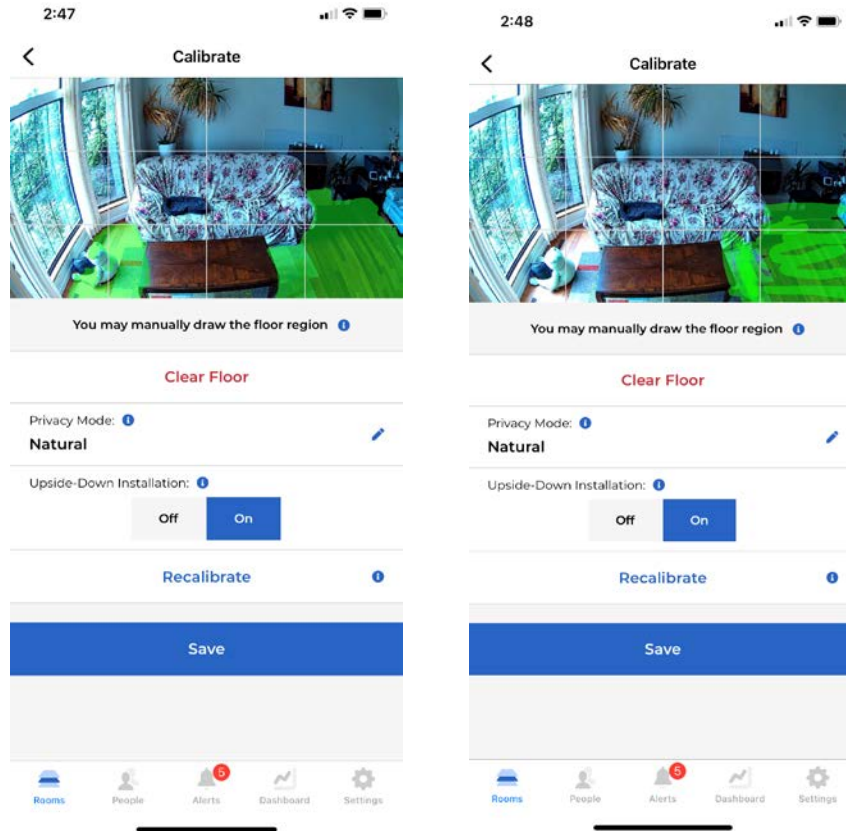 2:47
Calibrate
You may manually draw the floor region
Clear Floor
Privacy Mode:
Natural
Upside-Down Installation:
Off On
Recalibrate
Save
5
Rooms People Alerts Dashboard Settings
2:48
Calibrate
You may manually draw the floor region
Clear Floor
Privacy Mode:
Natural
Upside-Down Installation:
Off On
Recalibrate
Save
5
Rooms People Alerts Dashboard Settings